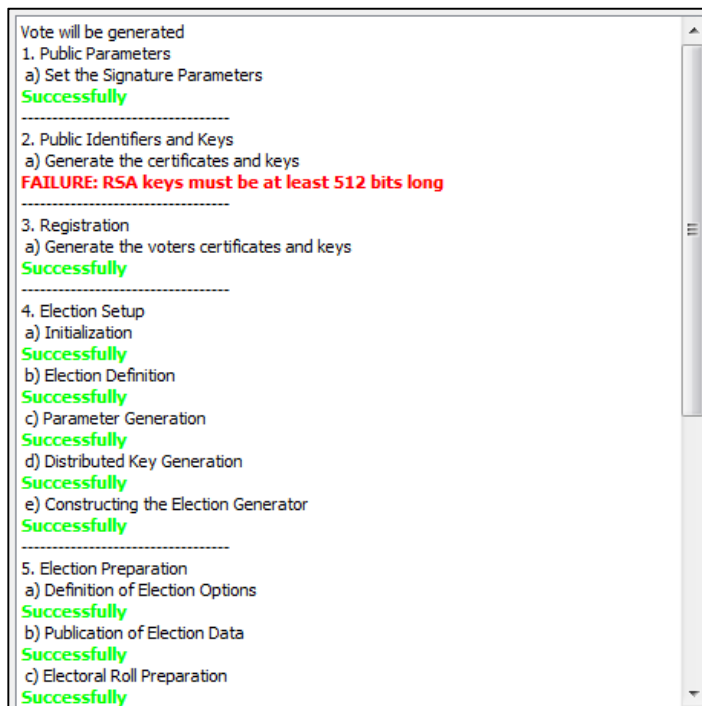 Vote will be generated
1. Public Parameters
a) Set the Signature Parameters
Successfully
-----------------------------------
2. Public Identifiers and Keys
a) Generate the certificates and keys
FAILURE: RSA keys must be at least 512 bits long
-----------------------------------
3. Registration
a) Generate the voters certificates and keys
Successfully
-----------------------------------
4. Election Setup
a) Initialization
Successfully
b) Election Definition
Successfully
c) Parameter Generation
Successfully
d) Distributed Key Generation
Successfully
e) Constructing the Election Generator
Successfully
-----------------------------------
5. Election Preparation
a) Definition of Election Options
Successfully
b) Publication of Election Data
Successfully
c) Electoral Roll Preparation
Successfully